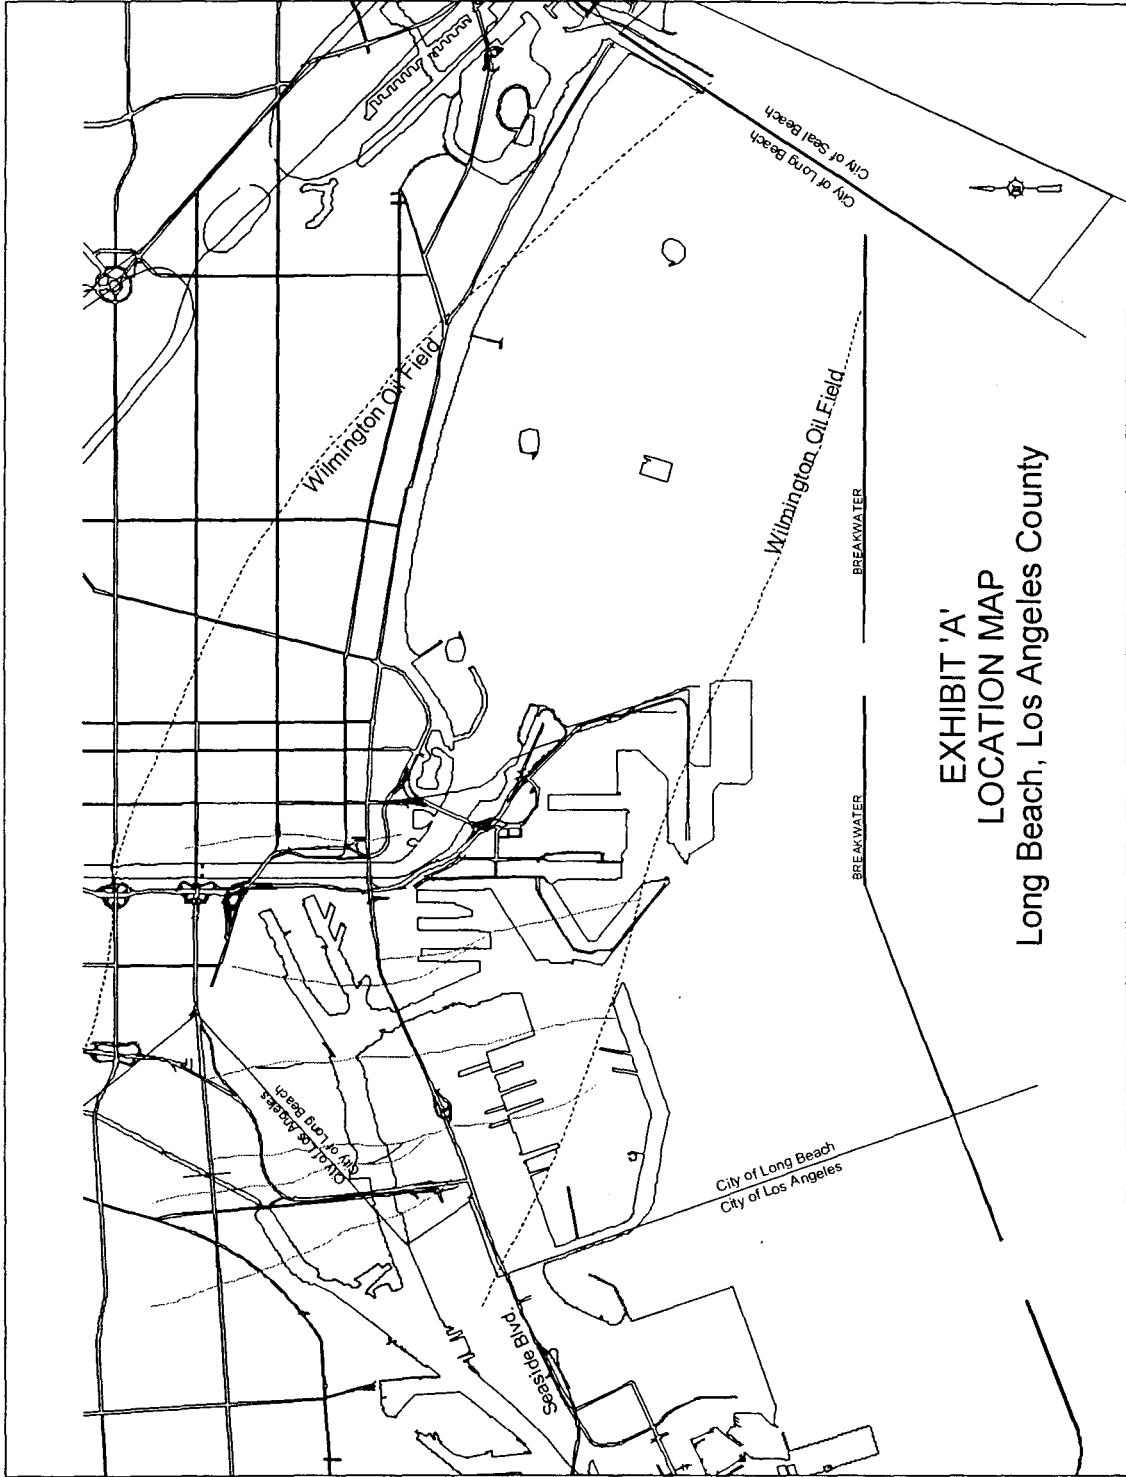 Wilmington Oil Field
City of Long Beach
City of Seal Beach
Wilmington Oil Field
BREAKWATER
BREAKWATER
City of Los Angeles
City of Long Beach
City of Long Beach
City of Los Angeles
Seaside Blvd.
EXHIBIT 'A'
LOCATION MAP
Long Beach, Los Angeles County